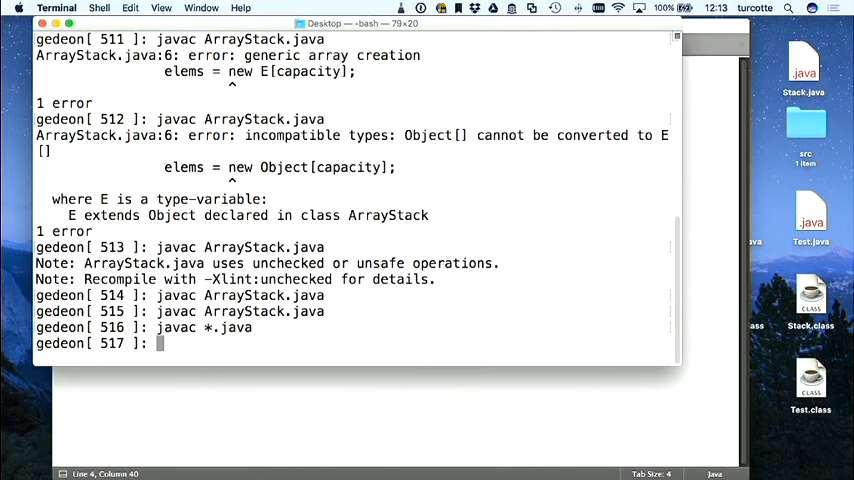 Terminal Shell Edit View Window Help 100% 12:13 turcotte
Desktop — -bash — 79×20
gedeon[ 511 ]: javac ArrayStack.java
ArrayStack.java:6: error: generic array creation
elems = new E[capacity];
^
1 error
gedeon[ 512 ]: javac ArrayStack.java
ArrayStack.java:6: error: incompatible types: Object[] cannot be converted to E
[]
elems = new Object[capacity];
^
where E is a type-variable:
E extends Object declared in class ArrayStack
1 error
gedeon[ 513 ]: javac ArrayStack.java
Note: ArrayStack.java uses unchecked or unsafe operations.
Note: Recompile with -Xlint:unchecked for details.
gedeon[ 514 ]: javac ArrayStack.java
gedeon[ 515 ]: javac ArrayStack.java
gedeon[ 516 ]: javac *.java
gedeon[ 517 ]:
.java
Stack.java
src
1 item
.java
ava
Test.java
ass
Stack.class
Test.class
Line 4, Column 40
Tab Size: 4
Java